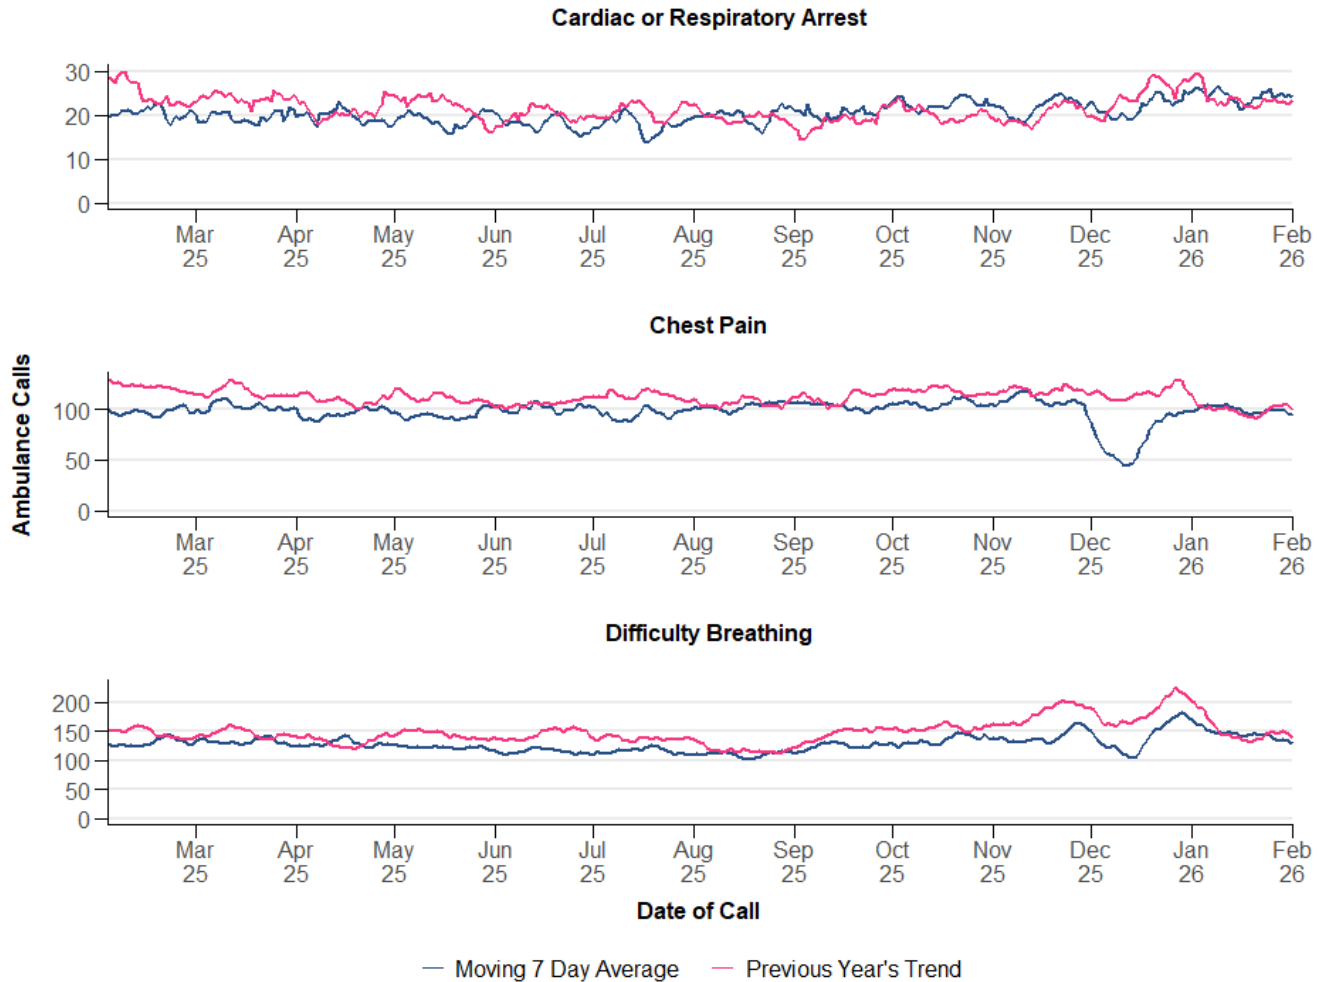 Cardiac or Respiratory Arrest
30
20
10
0
Mar Apr May Jun Jul Aug Sep Oct Nov Dec Jan Feb
25 25 25 25 25 25 25 25 25 25 26 26
Chest Pain
Ambulance Calls
100
50
0
Mar Apr May Jun Jul Aug Sep Oct Nov Dec Jan Feb
25 25 25 25 25 25 25 25 25 25 26 26
Difficulty Breathing
200
150
100
50
0
Mar Apr May Jun Jul Aug Sep Oct Nov Dec Jan Feb
25 25 25 25 25 25 25 25 25 25 26 26
Date of Call
Moving 7 Day Average Previous Year's Trend